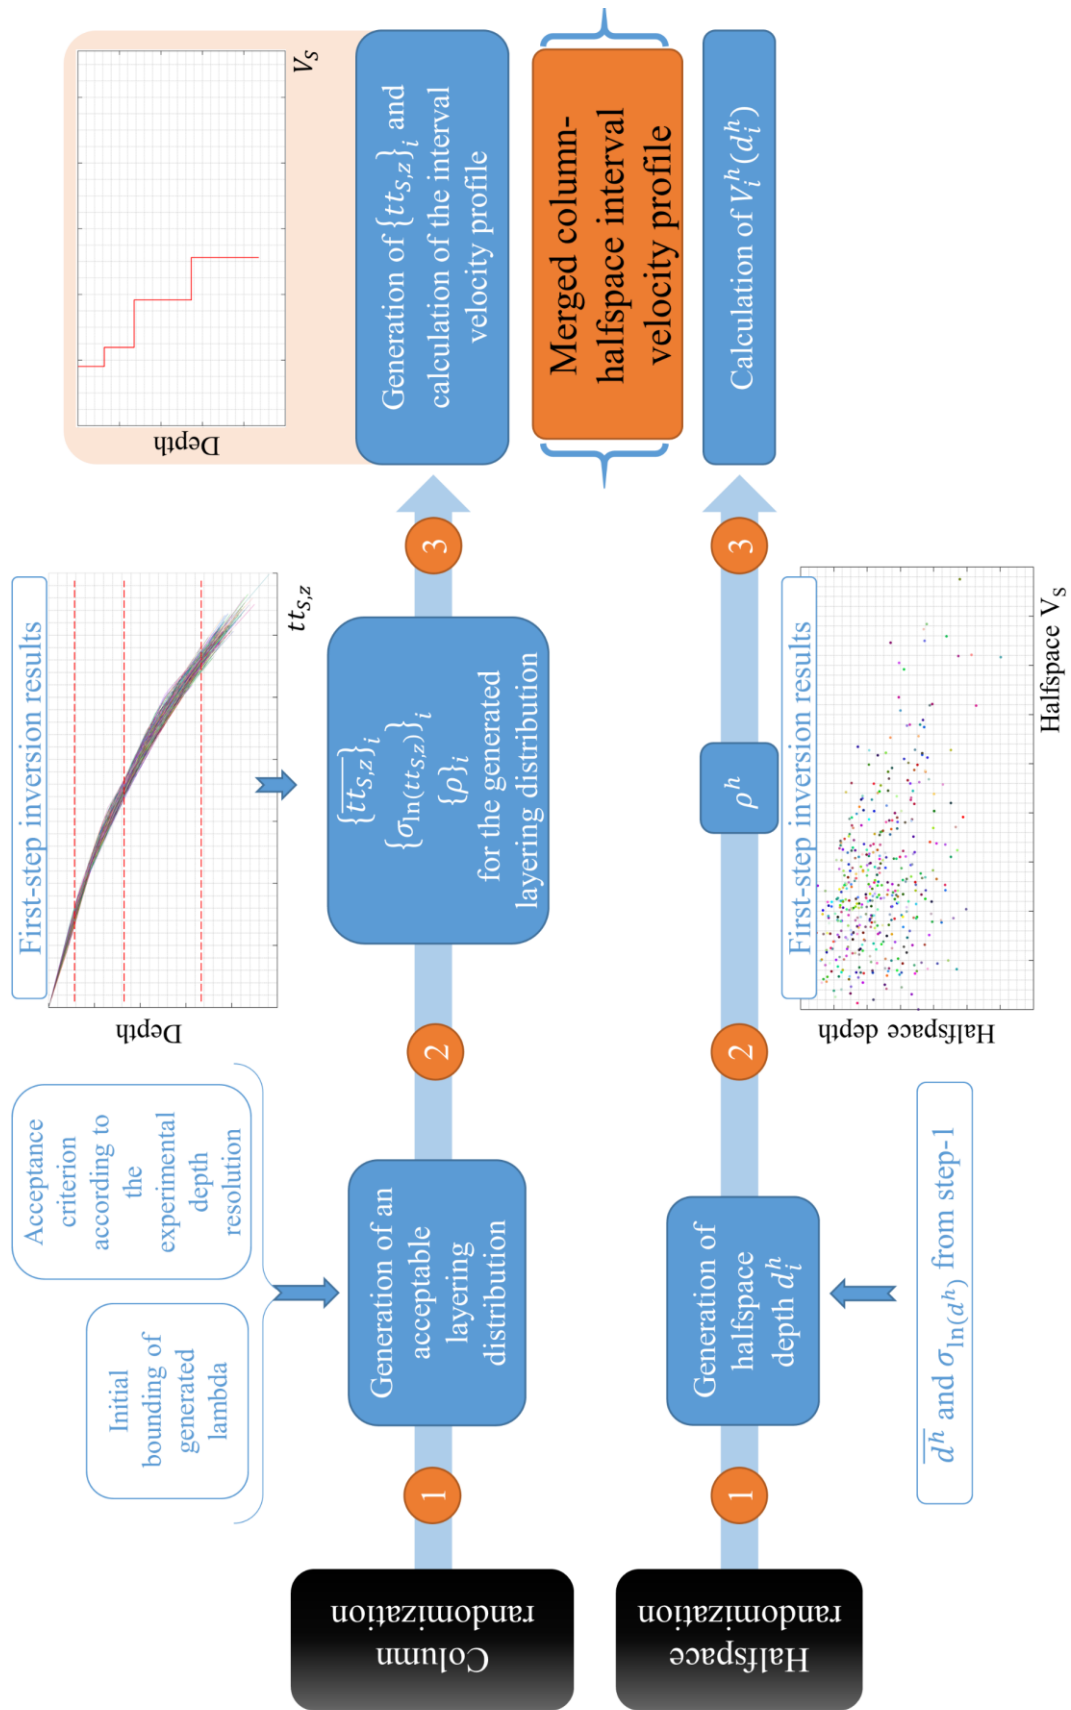 Column
randomization
1
Initial
bounding of
generated
lambda
Acceptance
criterion
according to
the
experimental
depth
resolution
Generation of an
acceptable
layering
distribution
2
First-step inversion results
Depth
tt_{S,z}
{\overline{tt_{S,z}}}_i
{σ_{ln(tt_{S,z})}}_i
{ρ}_i
for the generated
layering distribution
3
Depth
V_S
Generation of {tt_{S,z}}_i and
calculation of the interval
velocity profile
Merged column-
halfspace interval
velocity profile
Halfspace
randomization
1
Generation of
halfspace
depth d_i^h
\overline{d^h} and σ_{ln(d^h)} from step-1
2
ρ^h
First-step inversion results
Halfspace depth
Halfspace V_S
3
Calculation of V_i^h(d_i^h)